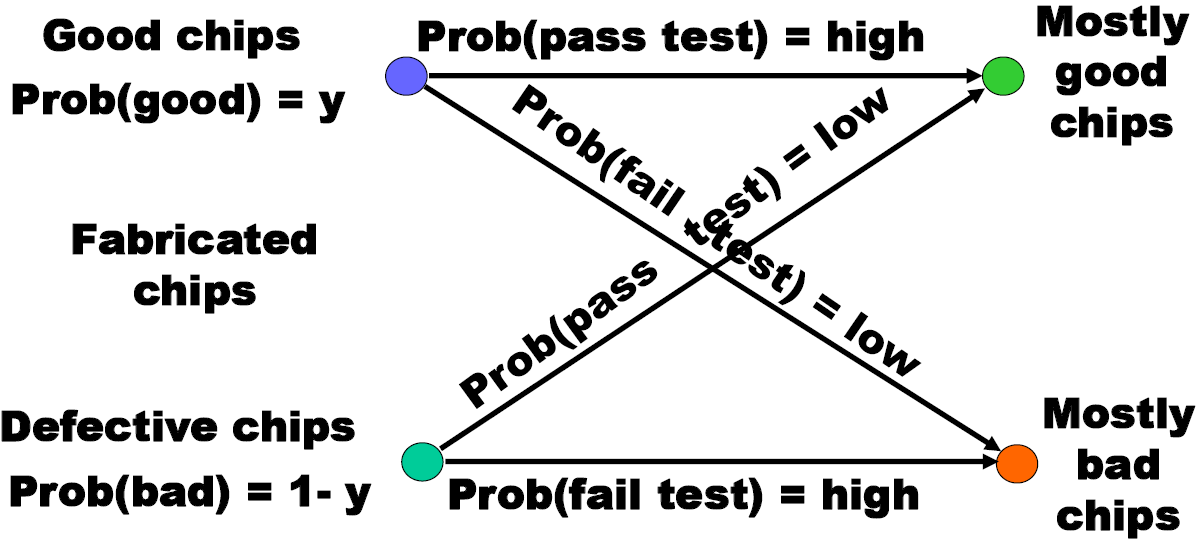 Good chips
Prob(good) = y
Prob(pass test) = high
Mostly
good
chips
Prob(fail test) = low
Prob(pass test) = low
Fabricated
chips
Defective chips
Prob(bad) = 1- y
Prob(fail test) = high
Mostly
bad
chips